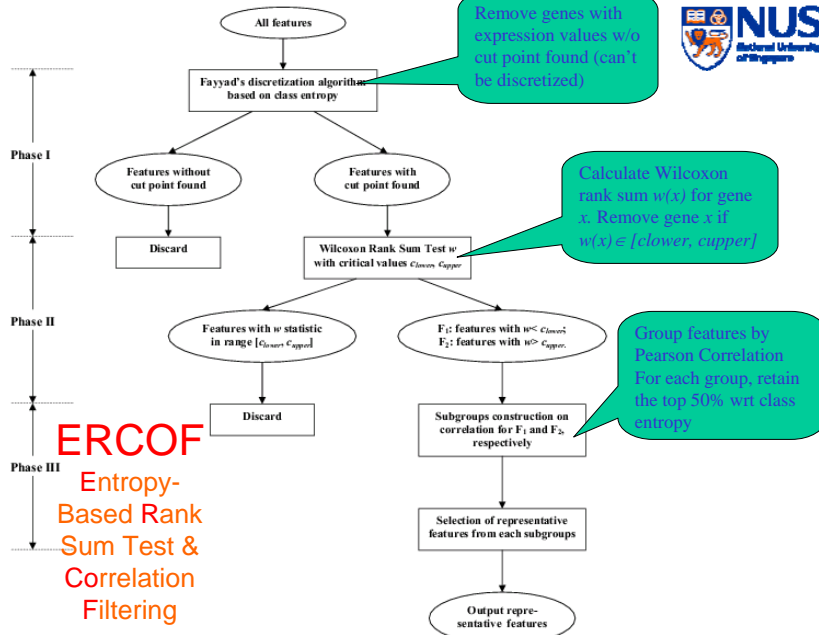 All features
Remove genes with
expression values w/o
cut point found (can't
be discretized)
NUS
National University
of Singapore
Fayyad's discretization algorithm
based on class entropy
Phase I
Features without
cut point found
Features with
cut point found
Calculate Wilcoxon
rank sum w(x) for gene
x. Remove gene x if
w(x)∈ [clower, cupper]
Discard
Wilcoxon Rank Sum Test w
with critical values clower, cupper
Phase II
Features with w statistic
in range [clower, cupper]
F1: features with w< clower;
F2: features with w> cupper.
Group features by
Pearson Correlation
For each group, retain
the top 50% wrt class
entropy
Discard
Subgroups construction on
correlation for F1 and F2,
respectively
Phase III
ERCOF
Entropy-
Based Rank
Sum Test &
Correlation
Filtering
Selection of representative
features from each subgroups
Output repre-
sentative features